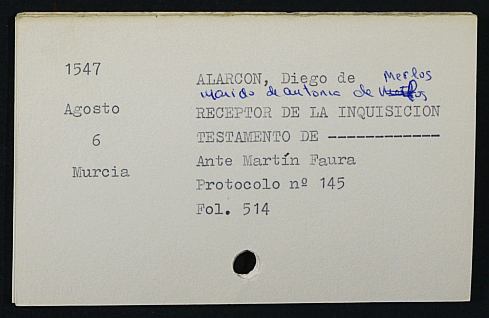 1547
Agosto
6
Murcia
ALARCON, Diego de Merlos
marido de antonia de
RECEPTOR DE LA INQUISICION
TESTAMENTO DE ------------
Ante Martín Faura
Protocolo nº 145
Fol. 514